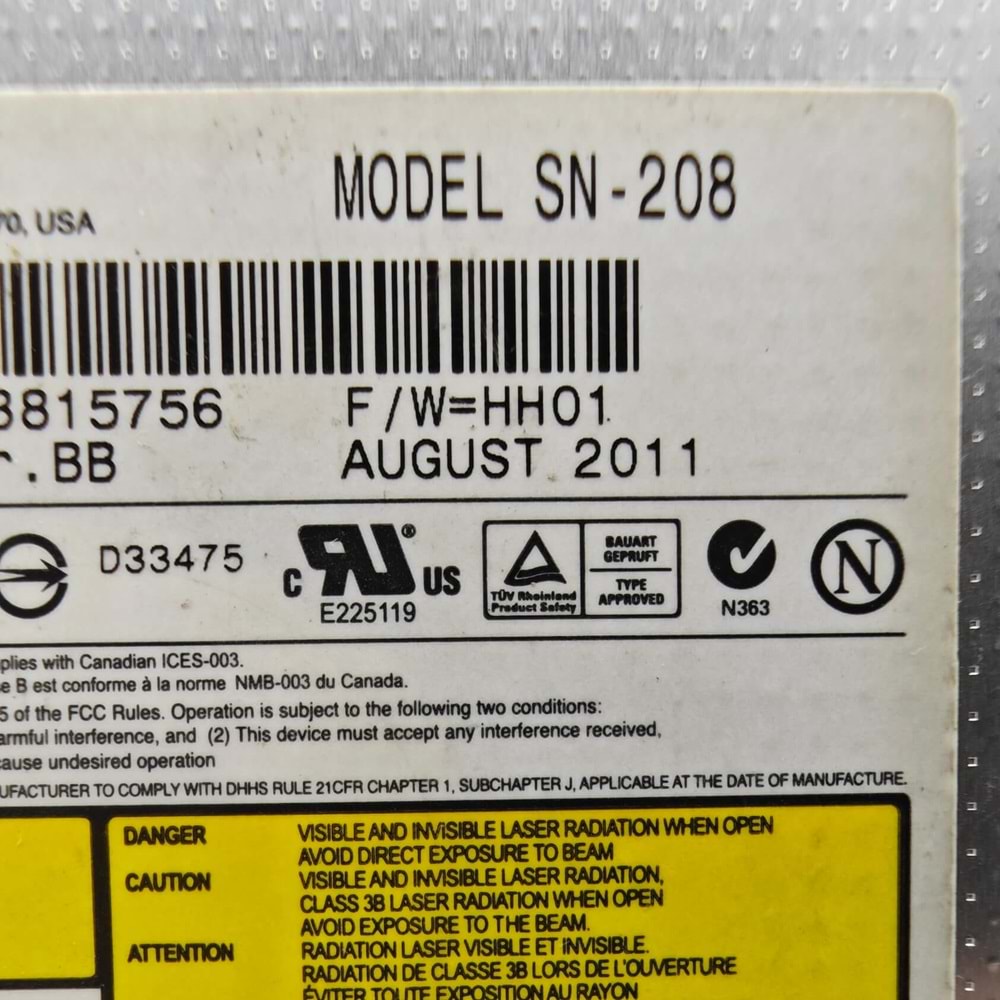 MODEL SN-208
70, USA
3815756 F/W=HH01
r.BB AUGUST 2011
D33475
c RU ® US
E225119
TÜV Rheinland
Product Safety
BAUART
GEPRUFT
TYPE
APPROVED
N363
N
plies with Canadian ICES-003.
e B est conforme à la norme NMB-003 du Canada.
5 of the FCC Rules. Operation is subject to the following two conditions:
armful interference, and (2) This device must accept any interference received,
cause undesired operation
UFACTURER TO COMPLY WITH DHHS RULE 21CFR CHAPTER 1, SUBCHAPTER J, APPLICABLE AT THE DATE OF MANUFACTURE.
DANGER VISIBLE AND INVISIBLE LASER RADIATION WHEN OPEN
AVOID DIRECT EXPOSURE TO BEAM
CAUTION VISIBLE AND INVISIBLE LASER RADIATION,
CLASS 3B LASER RADIATION WHEN OPEN
AVOID EXPOSURE TO THE BEAM.
ATTENTION RADIATION LASER VISIBLE ET INVISIBLE.
RADIATION DE CLASSE 3B LORS DE L'OUVERTURE
ÉVITER TOUTE EXPOSITION AU RAYON